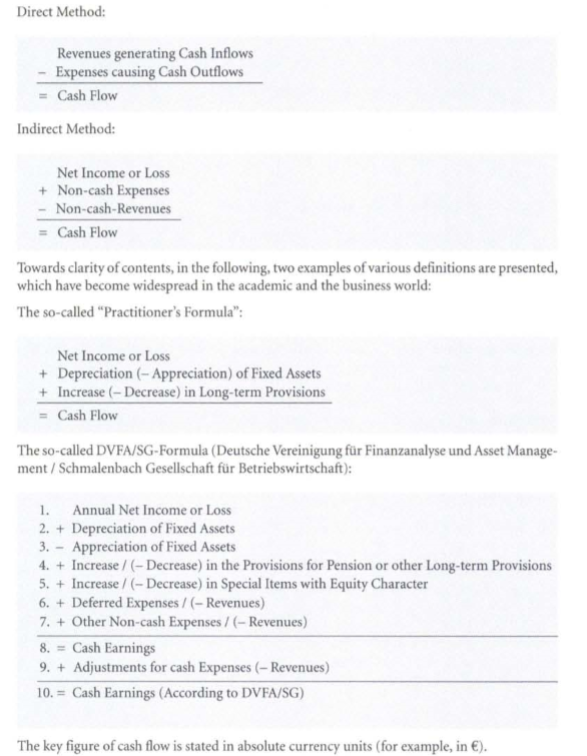 Direct Method:
Revenues generating Cash Inflows
– Expenses causing Cash Outflows
= Cash Flow
Indirect Method:
Net Income or Loss
+ Non-cash Expenses
– Non-cash-Revenues
= Cash Flow
Towards clarity of contents, in the following, two examples of various definitions are presented,
which have become widespread in the academic and the business world:
The so-called “Practitioner's Formula”:
Net Income or Loss
+ Depreciation (– Appreciation) of Fixed Assets
+ Increase (– Decrease) in Long-term Provisions
= Cash Flow
The so-called DVFA/SG-Formula (Deutsche Vereinigung für Finanzanalyse und Asset Manage-
ment / Schmalenbach Gesellschaft für Betriebswirtschaft):
1. Annual Net Income or Loss
2. + Depreciation of Fixed Assets
3. – Appreciation of Fixed Assets
4. + Increase / (– Decrease) in the Provisions for Pension or other Long-term Provisions
5. + Increase / (– Decrease) in Special Items with Equity Character
6. + Deferred Expenses / (– Revenues)
7. + Other Non-cash Expenses / (– Revenues)
8. = Cash Earnings
9. + Adjustments for cash Expenses (– Revenues)
10. = Cash Earnings (According to DVFA/SG)
The key figure of cash flow is stated in absolute currency units (for example, in €).